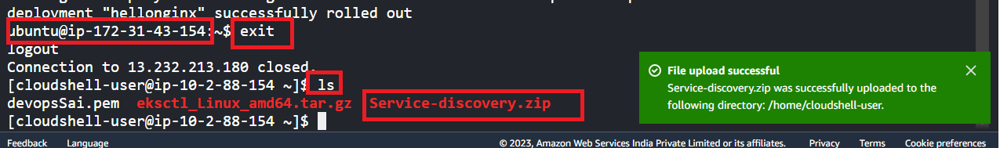 deployment "hellonginx" successfully rolled out
ubuntu@ip-172-31-43-154:~$ exit
logout
Connection to 13.232.213.180 closed.
[cloudshell-user@ip-10-2-88-154 ~]$ ls
devopsSai.pem  eksctl_Linux_amd64.tar.gz  Service-discovery.zip
[cloudshell-user@ip-10-2-88-154 ~]$
File upload successful
Service-discovery.zip was successfully uploaded to the
following directory: /home/cloudshell-user.
Feedback Language © 2023, Amazon Web Services India Private Limited or its affiliates. Privacy Terms Cookie preferences